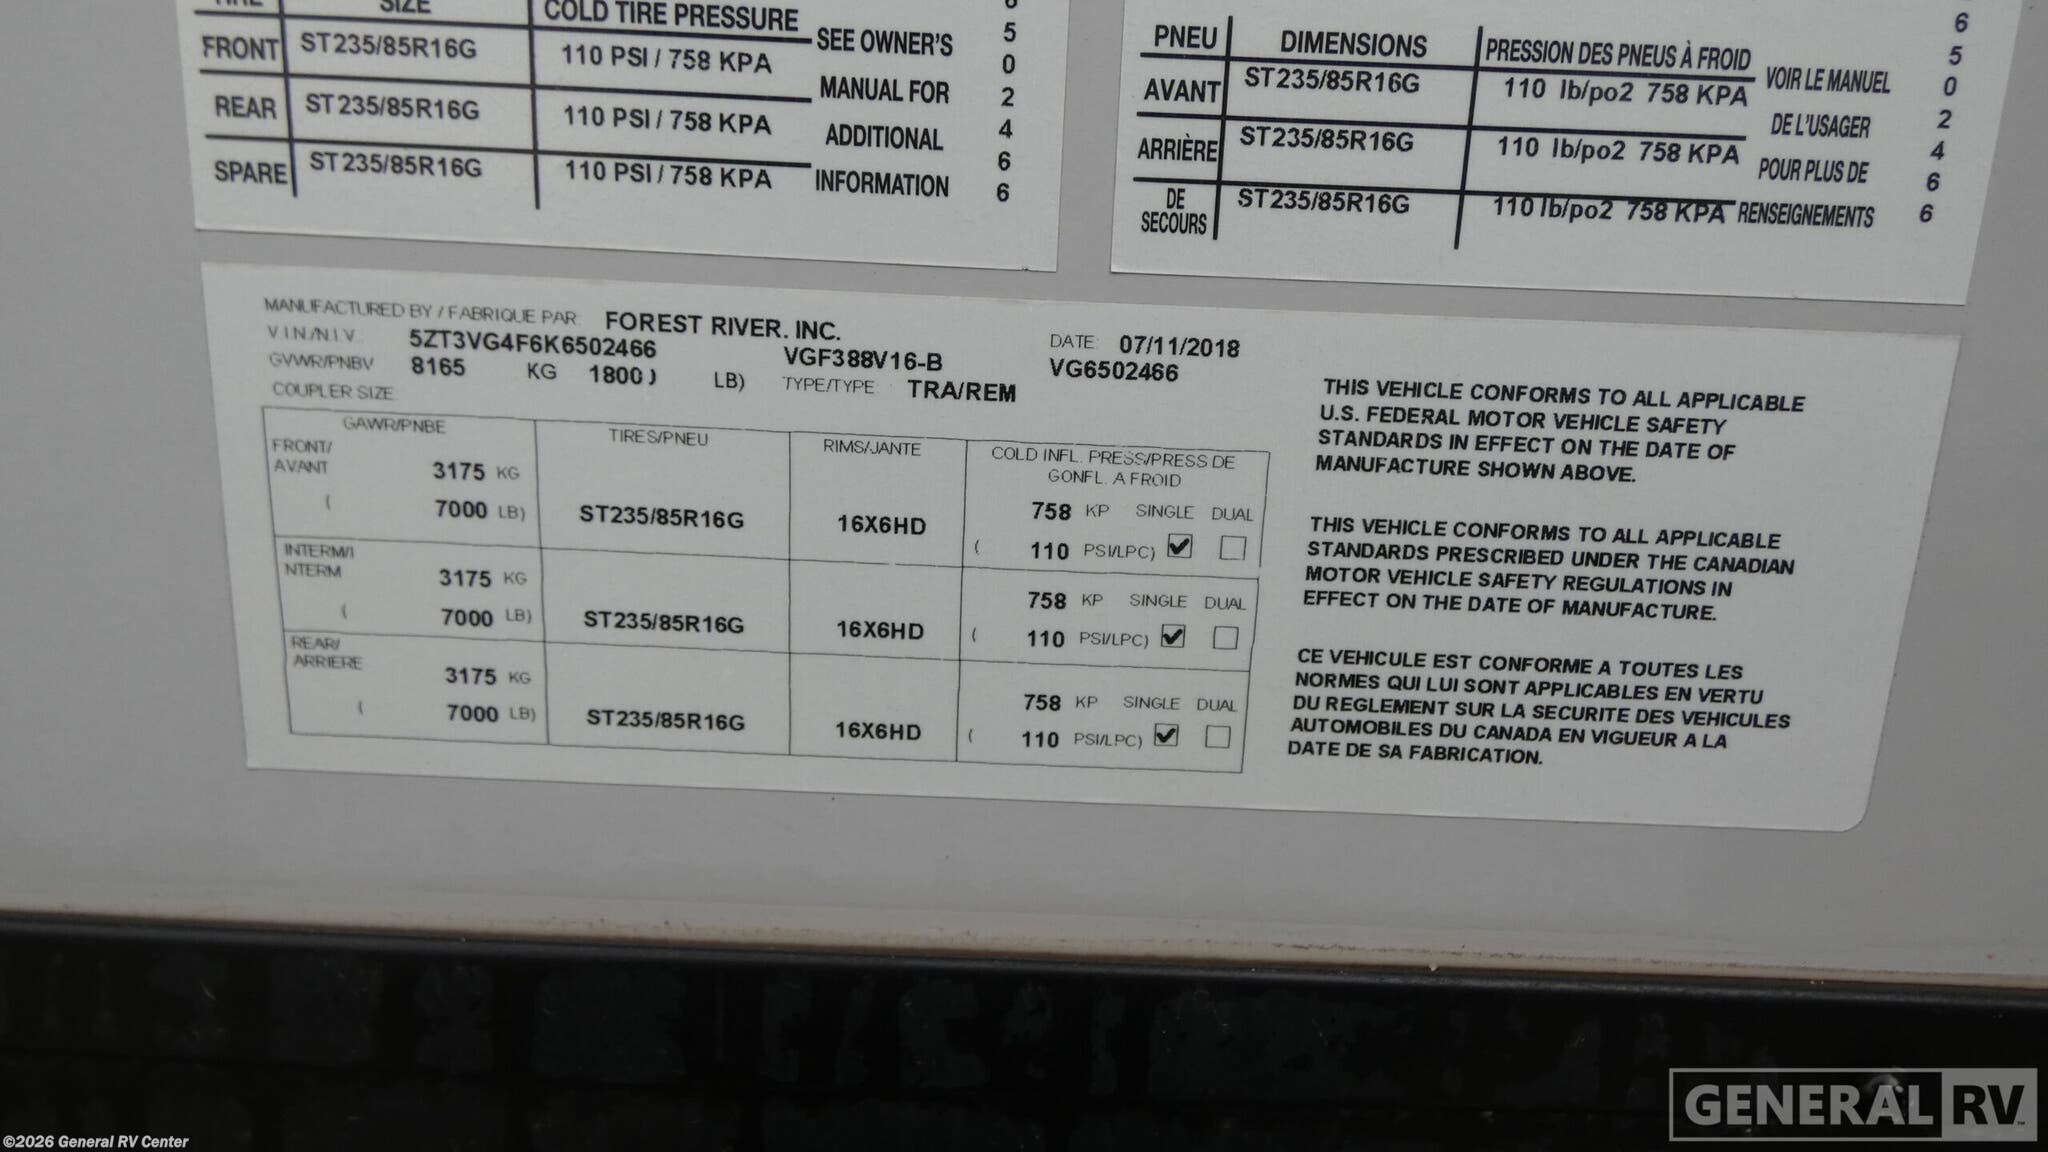 SIZE COLD TIRE PRESSURE
FRONT ST235/85R16G 110 PSI / 758 KPA SEE OWNER'S
REAR ST235/85R16G 110 PSI / 758 KPA MANUAL FOR
ADDITIONAL
SPARE ST235/85R16G 110 PSI / 758 KPA INFORMATION
6
5
0
2
4
6
6
PNEU DIMENSIONS PRESSION DES PNEUS À FROID VOIR LE MANUEL
AVANT ST235/85R16G 110 lb/po2 758 KPA DE L'USAGER
ARRIÈRE ST235/85R16G 110 lb/po2 758 KPA POUR PLUS DE
DE SECOURS ST235/85R16G 110 lb/po2 758 KPA RENSEIGNEMENTS
6
5
0
2
4
6
6
MANUFACTURED BY / FABRIQUE PAR: FOREST RIVER. INC. DATE: 07/11/2018
V.I.N./N.I.V. 5ZT3VG4F6K6502466 VGF388V16-B VG6502466
GVWR/PNBV 8165 KG 1800 LB) TYPE/TYPE TRA/REM
COUPLER SIZE
GAWR/PNBE TIRES/PNEU RIMS/JANTE COLD INFL. PRESS/PRESS DE
GONFL. A FROID
FRONT/
AVANT 3175 KG 758 KP SINGLE DUAL
( 7000 LB) ST235/85R16G 16X6HD ( 110 PSI/LPC)
INTERM/I
NTERM 3175 KG 758 KP SINGLE DUAL
( 7000 LB) ST235/85R16G 16X6HD ( 110 PSI/LPC)
REAR/
ARRIERE 3175 KG 758 KP SINGLE DUAL
( 7000 LB) ST235/85R16G 16X6HD ( 110 PSI/LPC)
THIS VEHICLE CONFORMS TO ALL APPLICABLE
U.S. FEDERAL MOTOR VEHICLE SAFETY
STANDARDS IN EFFECT ON THE DATE OF
MANUFACTURE SHOWN ABOVE.
THIS VEHICLE CONFORMS TO ALL APPLICABLE
STANDARDS PRESCRIBED UNDER THE CANADIAN
MOTOR VEHICLE SAFETY REGULATIONS IN
EFFECT ON THE DATE OF MANUFACTURE.
CE VEHICULE EST CONFORME A TOUTES LES
NORMES QUI LUI SONT APPLICABLES EN VERTU
DU REGLEMENT SUR LA SECURITE DES VEHICULES
AUTOMOBILES DU CANADA EN VIGUEUR A LA
DATE DE SA FABRICATION.
GENERAL RV
©2026 General RV Center